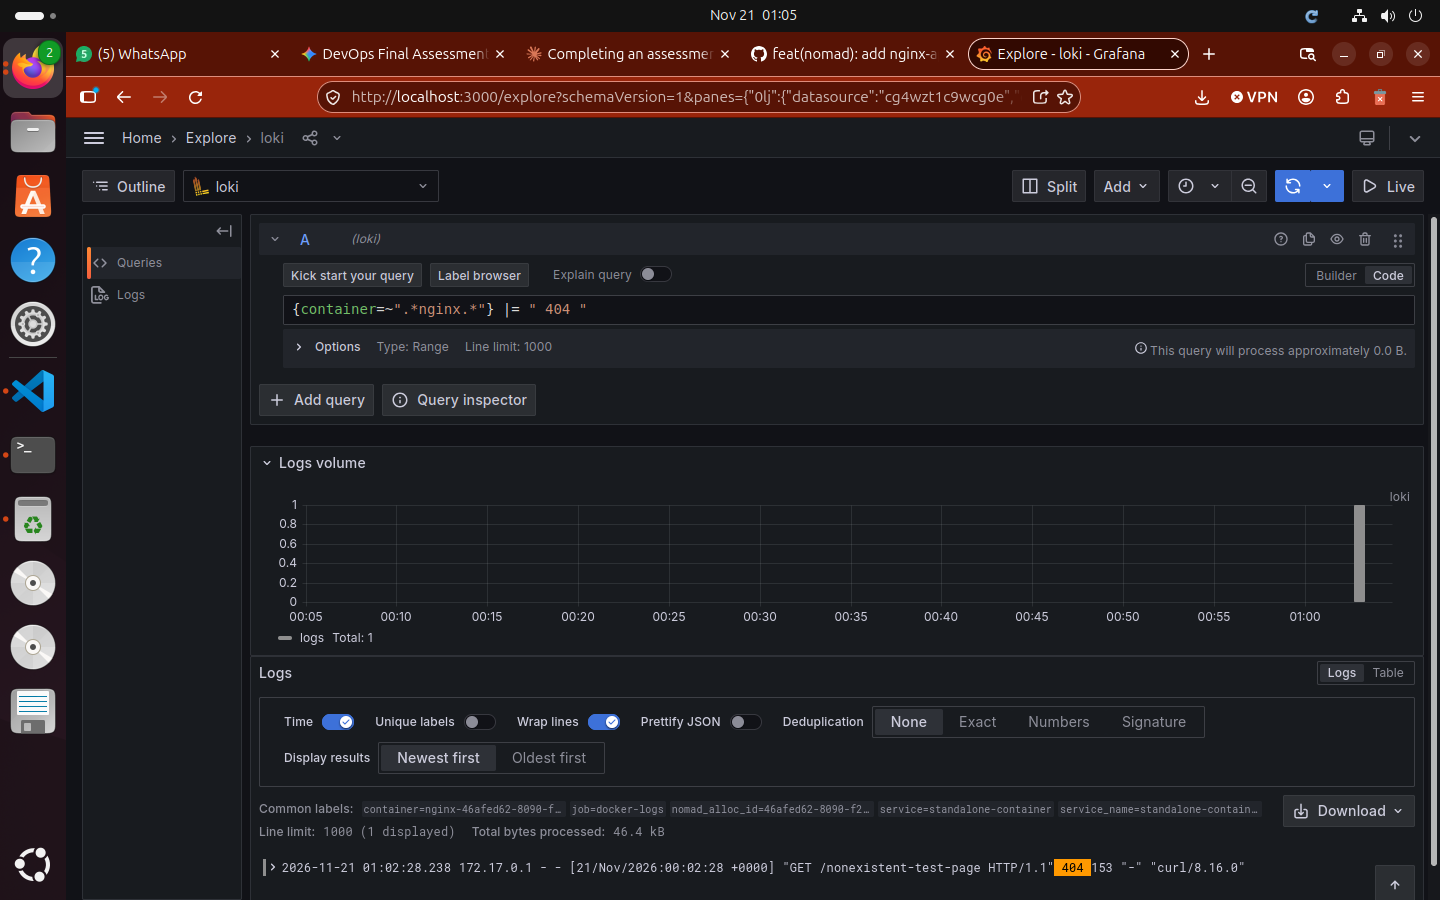 Nov 21 01:05
2
5
(5) WhatsApp
DevOps Final Assessment
Completing an assessmen
feat(nomad): add nginx-a
Explore - loki - Grafana
http://localhost:3000/explore?schemaVersion=1&panes={"0lj":{"datasource":"cg4wzt1c9wcg0e","
VPN
Home › Explore › loki
Outline
loki
Split
Add
Live
Queries
Logs
A (loki)
Kick start your query
Label browser
Explain query
Builder
Code
{container=~".*nginx.*"} |= " 404 "
Options Type: Range Line limit: 1000
This query will process approximately 0.0 B.
+ Add query
Query inspector
Logs volume
loki
1
0.8
0.6
0.4
0.2
0
00:05 00:10 00:15 00:20 00:25 00:30 00:35 00:40 00:45 00:50 00:55 01:00
logs Total: 1
Logs
Logs Table
Time Unique labels Wrap lines Prettify JSON Deduplication None Exact Numbers Signature
Display results Newest first Oldest first
Common labels: container=nginx-46afed62-8090-f… job=docker-logs nomad_alloc_id=46afed62-8090-f2… service=standalone-container service_name=standalone-contain…
Download
Line limit: 1000 (1 displayed) Total bytes processed: 46.4 kB
2026-11-21 01:02:28.238 172.17.0.1 - - [21/Nov/2026:00:02:28 +0000] "GET /nonexistent-test-page HTTP/1.1" 404 153 "-" "curl/8.16.0"